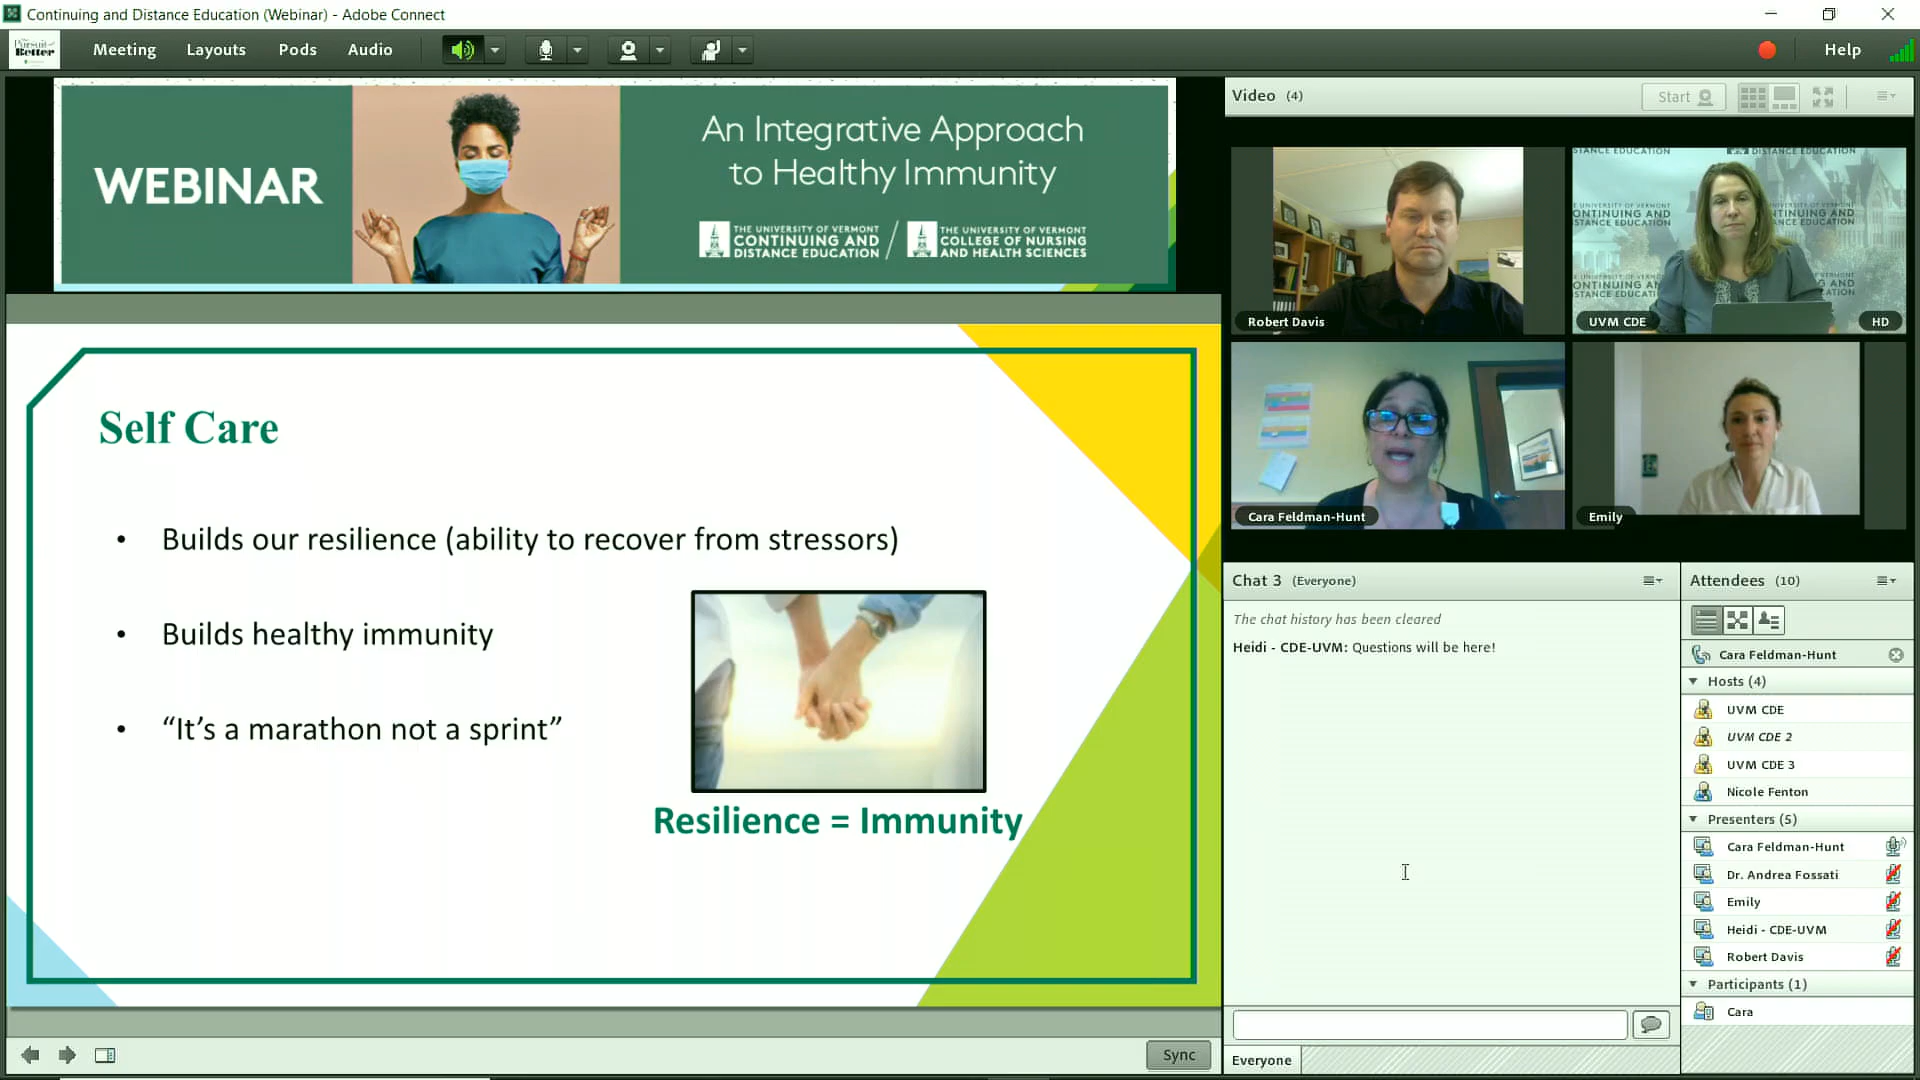 Continuing and Distance Education (Webinar) - Adobe Connect
Pursuit of
Better
Meeting Layouts Pods Audio Help
WEBINAR
An Integrative Approach
to Healthy Immunity
THE UNIVERSITY OF VERMONT
CONTINUING AND
DISTANCE EDUCATION
THE UNIVERSITY OF VERMONT
COLLEGE OF NURSING
AND HEALTH SCIENCES
Self Care
• Builds our resilience (ability to recover from stressors)
• Builds healthy immunity
• “It’s a marathon not a sprint”
Resilience = Immunity
Sync
Video (4)
Start
Robert Davis
UVM CDE
HD
Cara Feldman-Hunt
Emily
Chat 3 (Everyone)
The chat history has been cleared
Heidi - CDE-UVM: Questions will be here!
Everyone
Attendees (10)
Cara Feldman-Hunt
Hosts (4)
UVM CDE
UVM CDE 2
UVM CDE 3
Nicole Fenton
Presenters (5)
Cara Feldman-Hunt
Dr. Andrea Fossati
Emily
Heidi - CDE-UVM
Robert Davis
Participants (1)
Cara